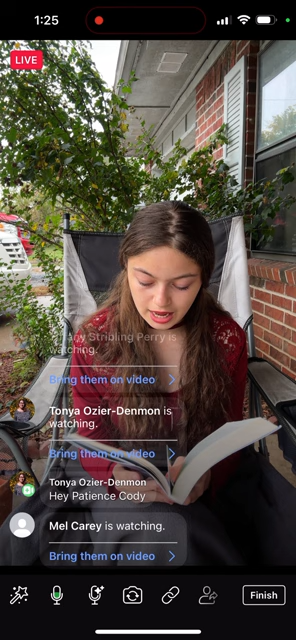 1:25
LIVE
Stribling Perry is
watching.
Bring them on video
Tonya Ozier-Denmon is
watching.
Bring them on video
Tonya Ozier-Denmon
Hey Patience Cody
Mel Carey is watching.
Bring them on video
Finish